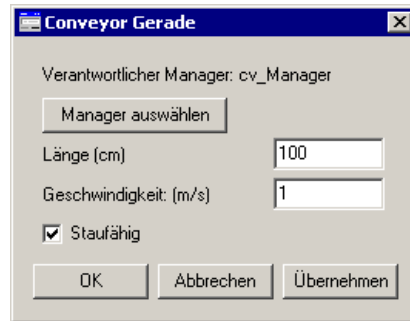 Conveyor Gerade
Verantwortlicher Manager: cv_Manager
Manager auswählen
Länge (cm) 100
Geschwindigkeit: (m/s) 1
Staufähig
OK Abbrechen Übernehmen